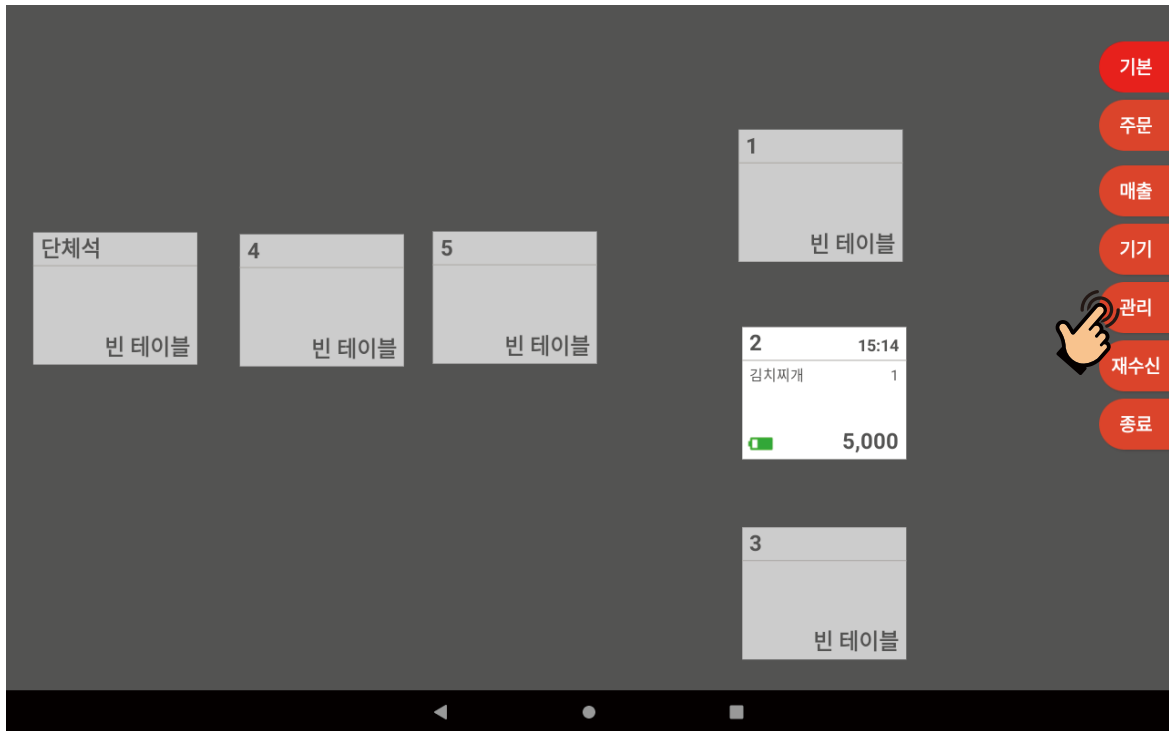 단체석
빈 테이블
4
빈 테이블
5
빈 테이블
1
빈 테이블
2 15:14
김치찌개 1
5,000
3
빈 테이블
기본
주문
매출
기기
관리
재수신
종료